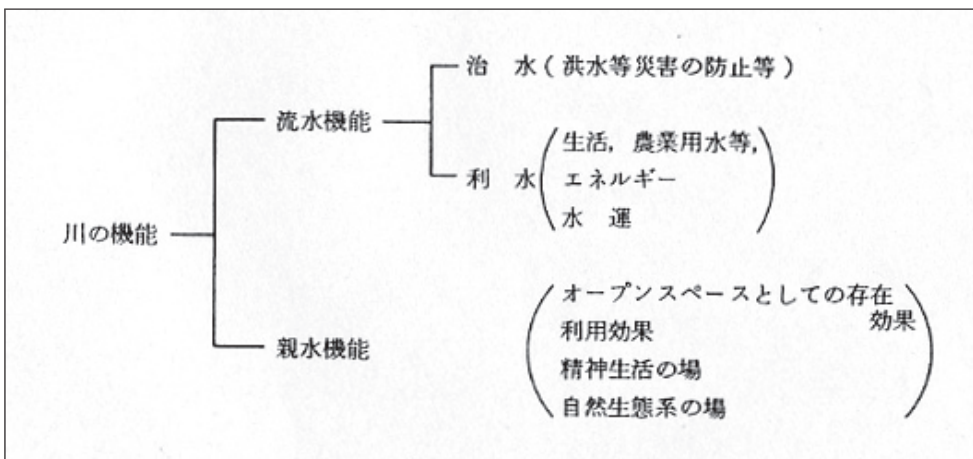 治 水(洪水等災害の防止等)
流水機能
生活,農業用水等,
利 水
エネルギー
水 運
川の機能
オープンスペースとしての存在
効果
利用効果
親水機能
精神生活の場
自然生態系の場